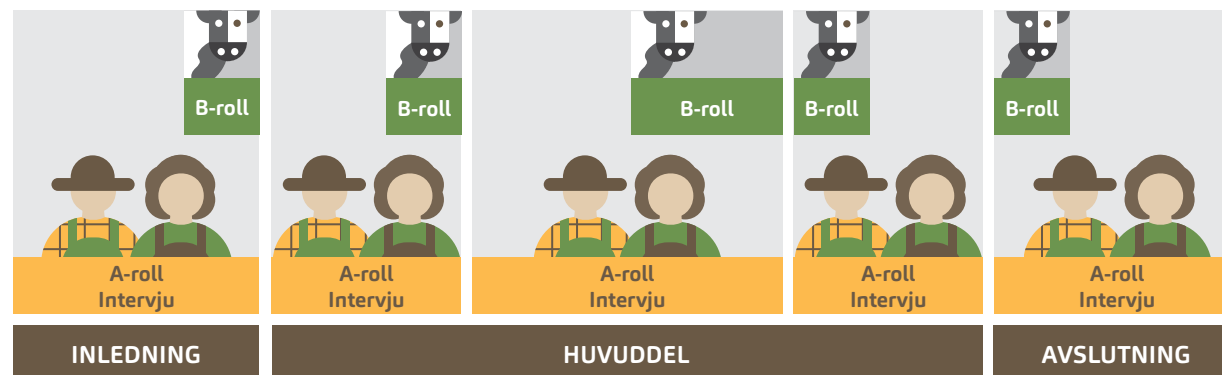 B-roll
B-roll
B-roll
B-roll
B-roll
A-roll
Intervju
A-roll
Intervju
A-roll
Intervju
A-roll
Intervju
A-roll
Intervju
INLEDNING
HUVUDDEL
AVSLUTNING